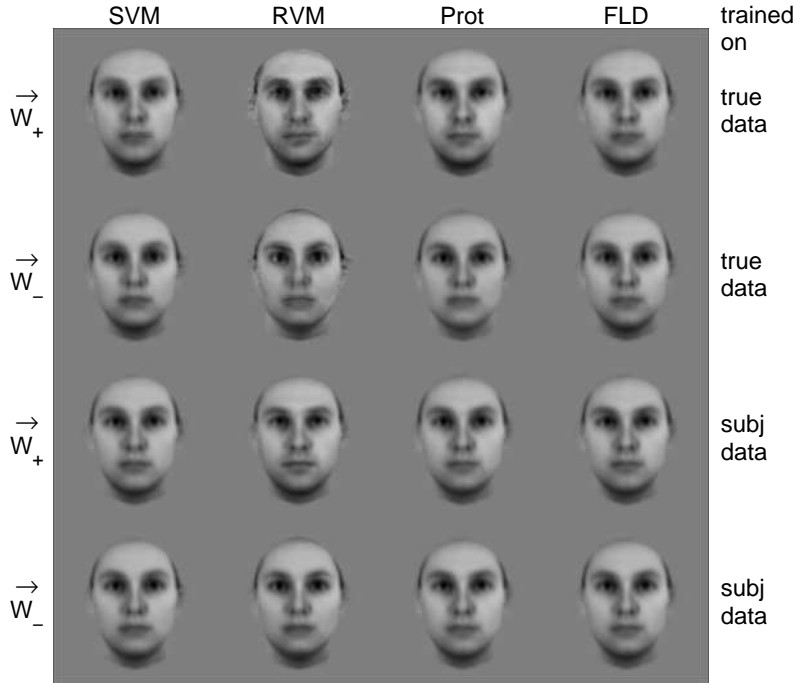 SVM RVM Prot FLD trained
on
→
W+ true
data
→
W− true
data
→
W+ subj
data
→
W− subj
data